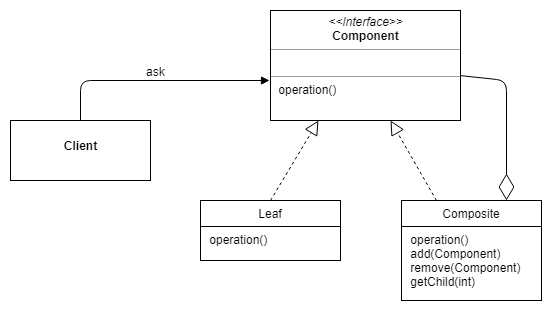 <<Interface>>
Component
operation()
ask
Client
Leaf
operation()
Composite
operation()
add(Component)
remove(Component)
getChild(int)